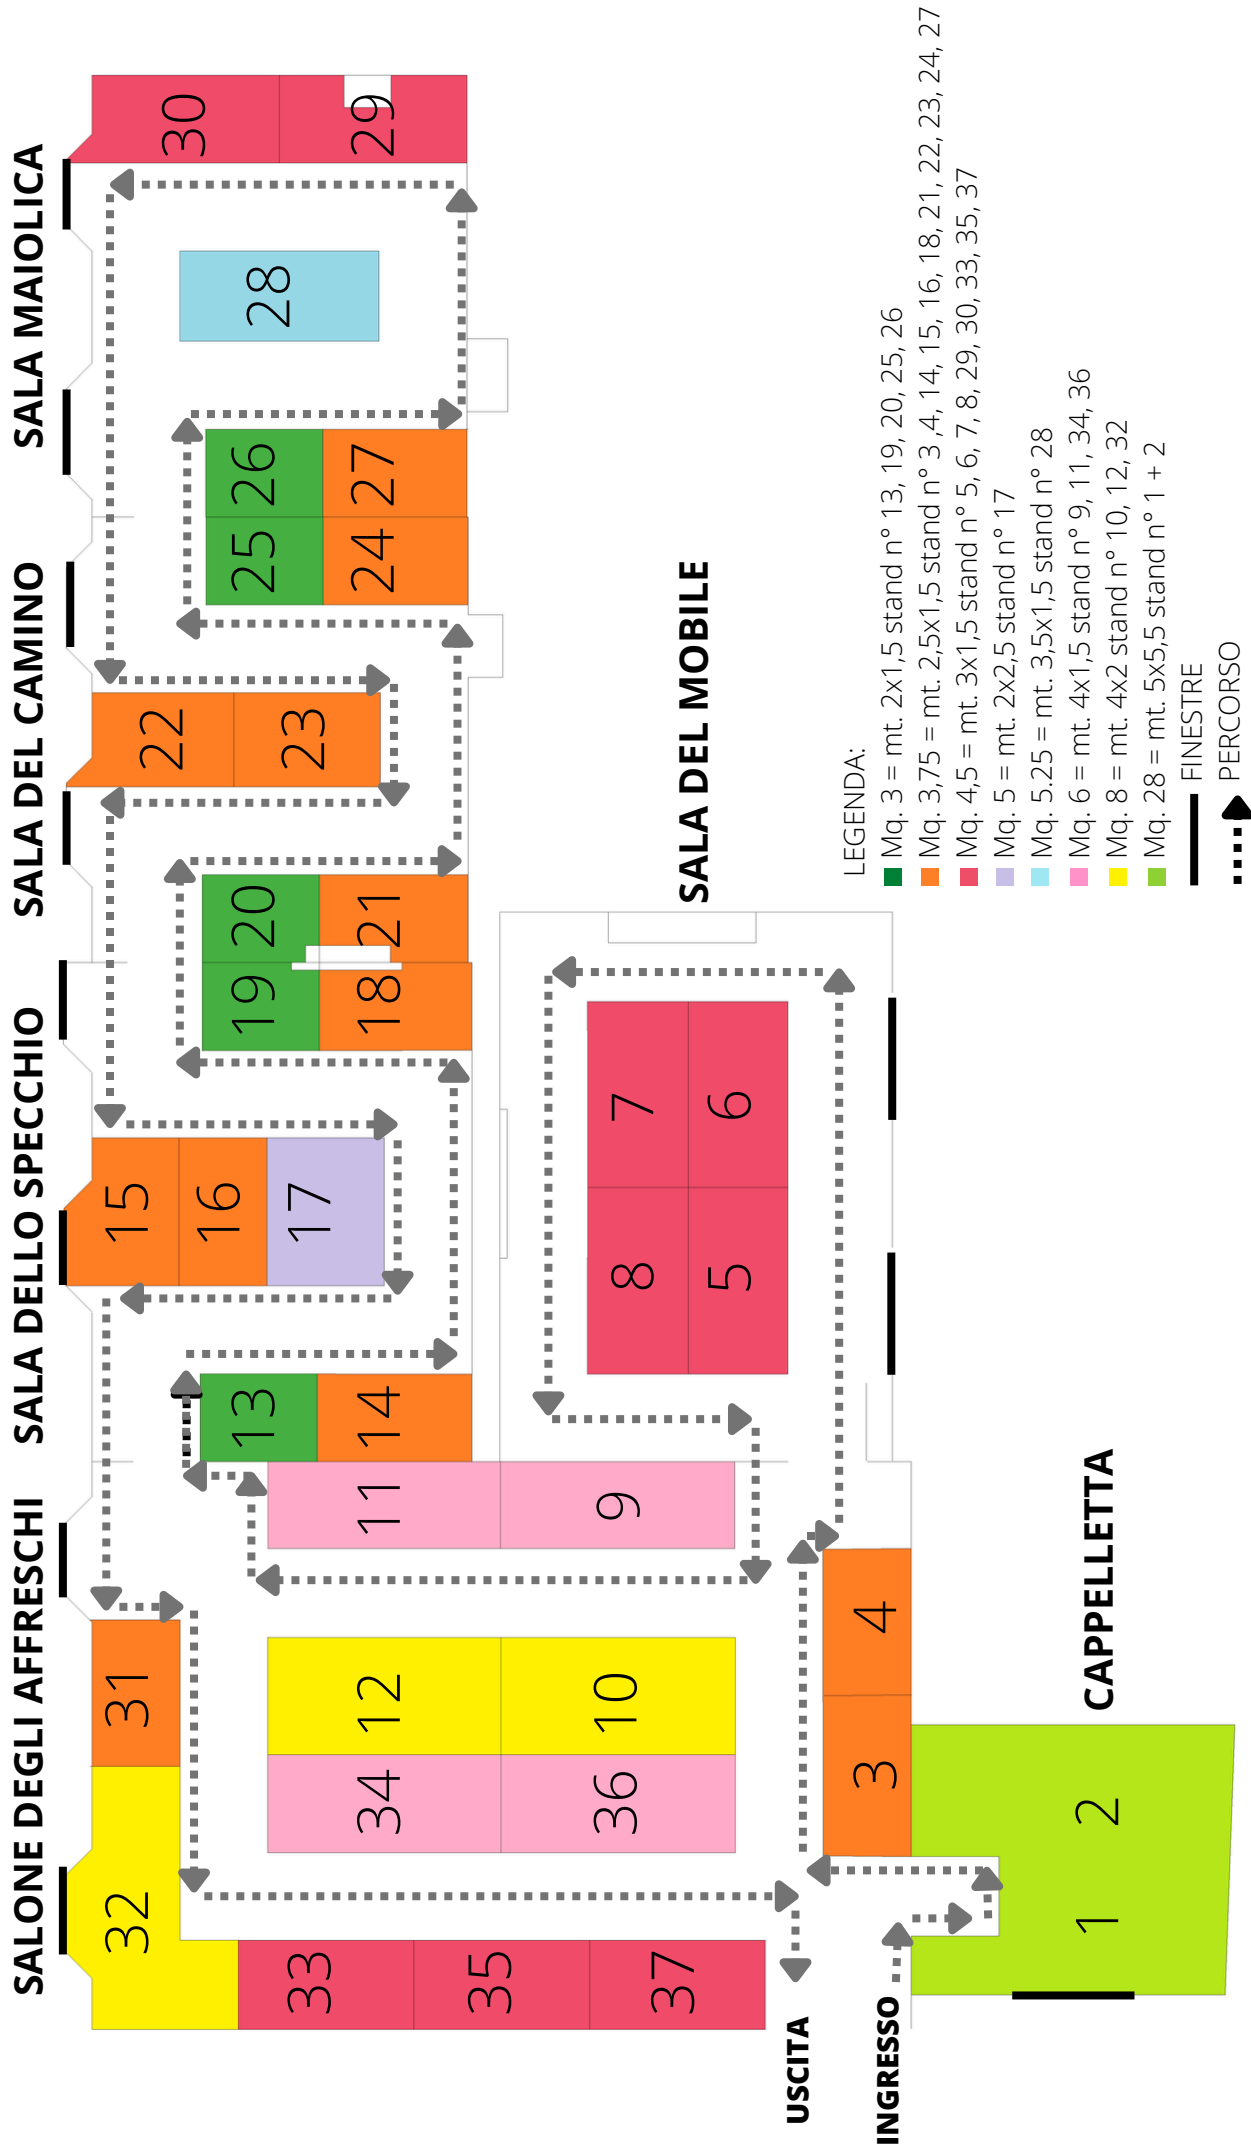 SALONE DEGLI AFFRESCHI
SALA DELLO SPECCHIO
SALA DEL CAMINO
SALA MAIOLICA
32
31
15
16
17
22
23
30
29
28
33
35
37
34
36
12
10
11
9
13
14
19
20
18
21
25
26
24
27
8
7
5
6
SALA DEL MOBILE
3
4
USCITA
INGRESSO
1
2
CAPPELLETTA
LEGENDA:
Mq. 3 = mt. 2x1,5 stand n° 13, 19, 20, 25, 26
Mq. 3,75 = mt. 2,5x1,5 stand n° 3 ,4, 14, 15, 16, 18, 21, 22, 23, 24, 27
Mq. 4,5 = mt. 3x1,5 stand n° 5, 6, 7, 8, 29, 30, 33, 35, 37
Mq. 5 = mt. 2x2,5 stand n° 17
Mq. 5.25 = mt. 3,5x1,5 stand n° 28
Mq. 6 = mt. 4x1,5 stand n° 9, 11, 34, 36
Mq. 8 = mt. 4x2 stand n° 10, 12, 32
Mq. 28 = mt. 5x5,5 stand n° 1 + 2
FINESTRE
PERCORSO